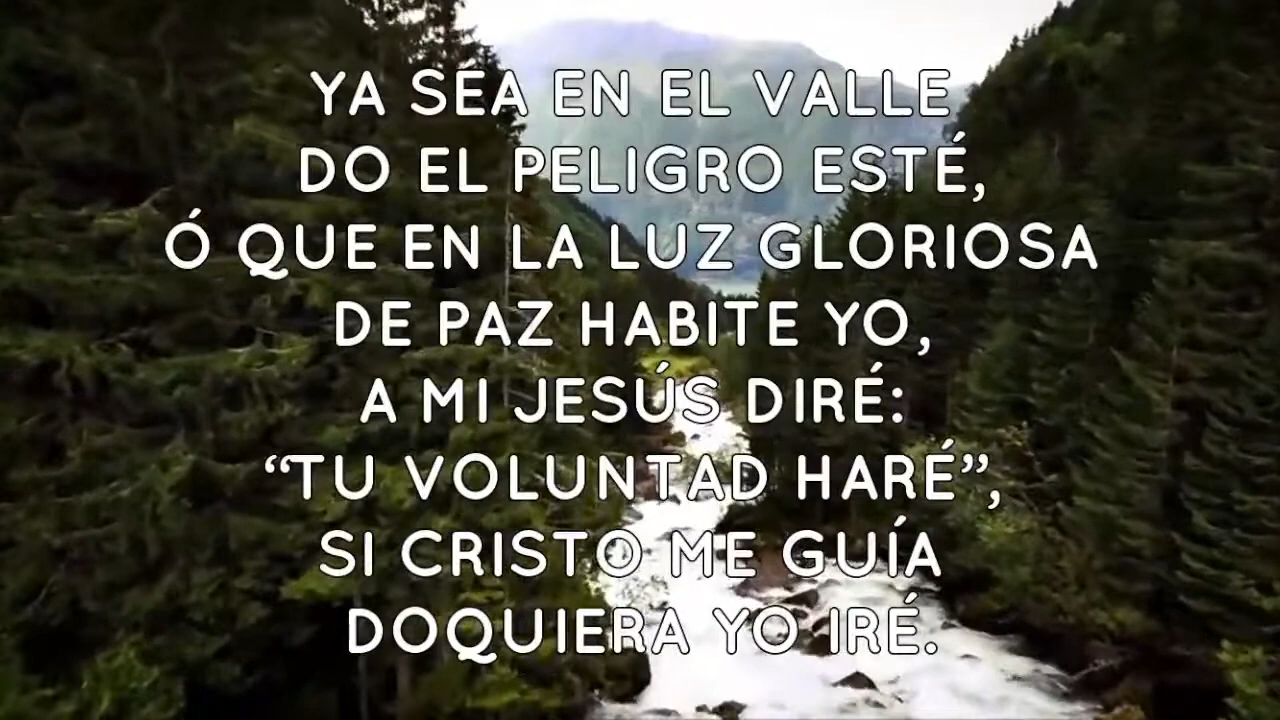 YA SEA EN EL VALLE
DO EL PELIGRO ESTÉ,
Ó QUE EN LA LUZ GLORIOSA
DE PAZ HABITE YO,
A MI JESÚS DIRÉ:
“TU VOLUNTAD HARÉ”,
SI CRISTO ME GUÍA
DOQUIERA YO IRÉ.